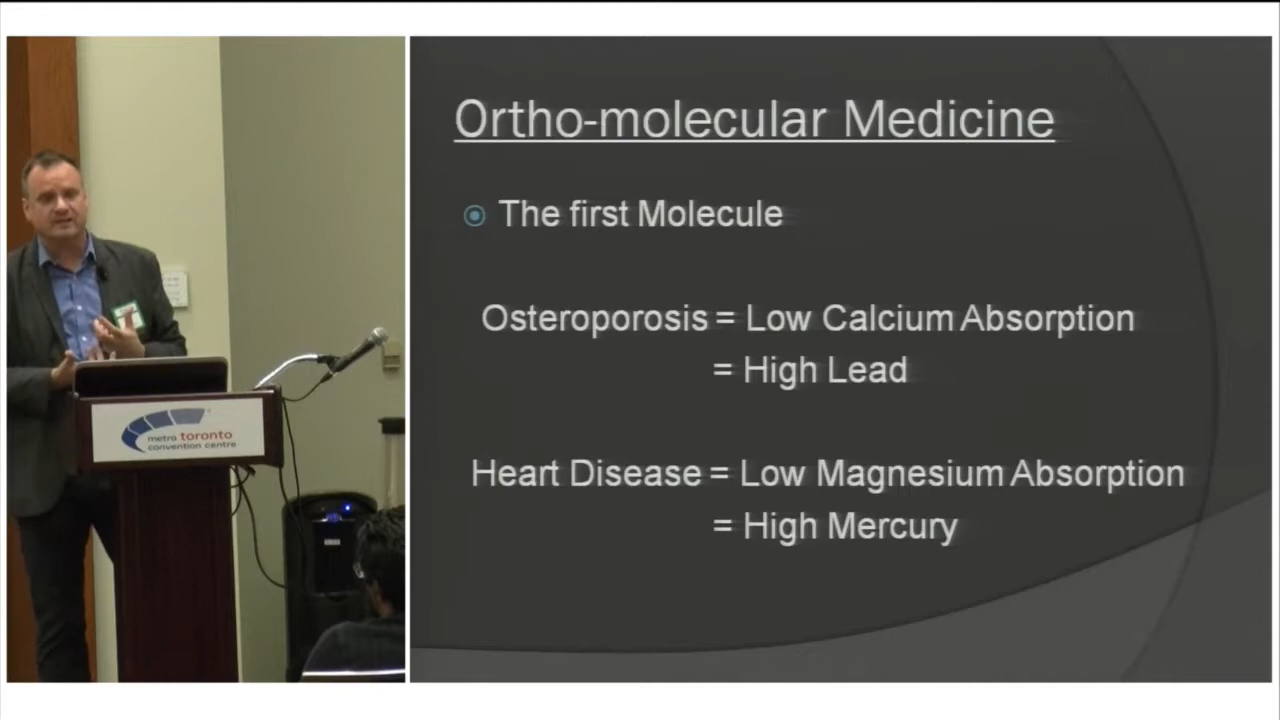 Ortho-molecular Medicine
The first Molecule
Osteroporosis = Low Calcium Absorption
= High Lead
Heart Disease = Low Magnesium Absorption
= High Mercury
metro toronto
convention centre